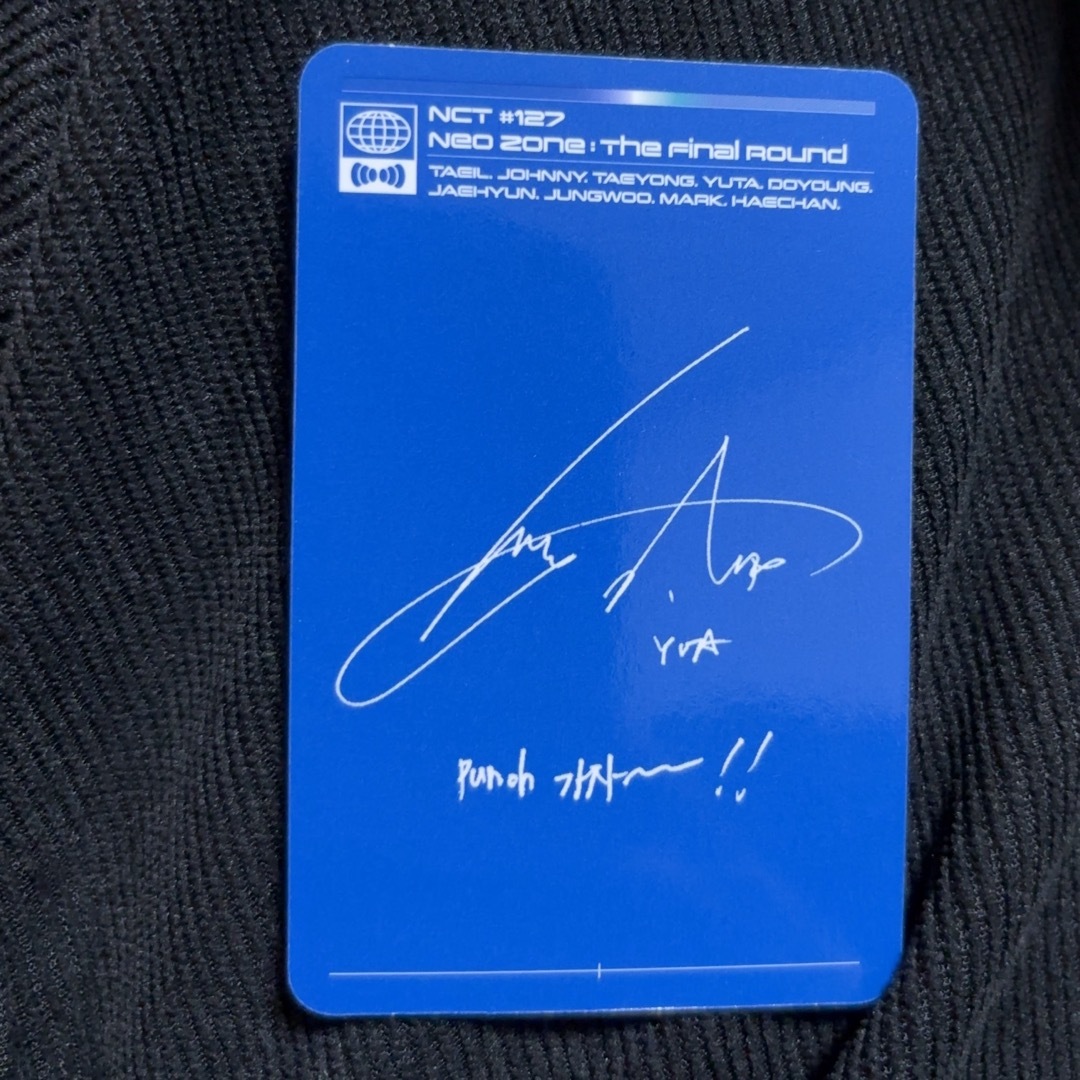 NCT #127
Neo Zone : The Final Round
TAEIL. JOHNNY. TAEYONG. YUTA. DOYOUNG.
JAEHYUN. JUNGWOO. MARK. HAECHAN.
YUTA
Punch 가자~~ !!